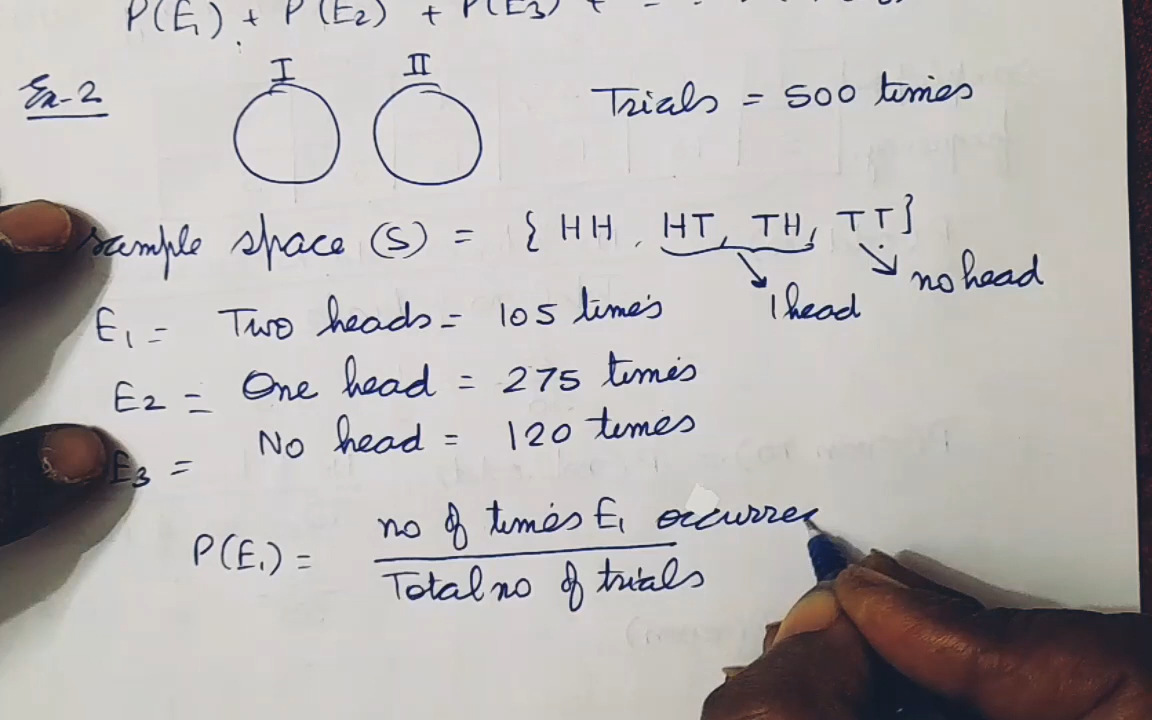 P(E1) + P(E2) + P(E3) +
Ex-2
I II
Trials = 500 times
sample space (S) = { HH, HT, TH, TT}
1 head
no head
E1 = Two heads = 105 times
E2 = One head = 275 times
E3 = No head = 120 times
P(E1) = no of times E1 occurre
Total no of trials